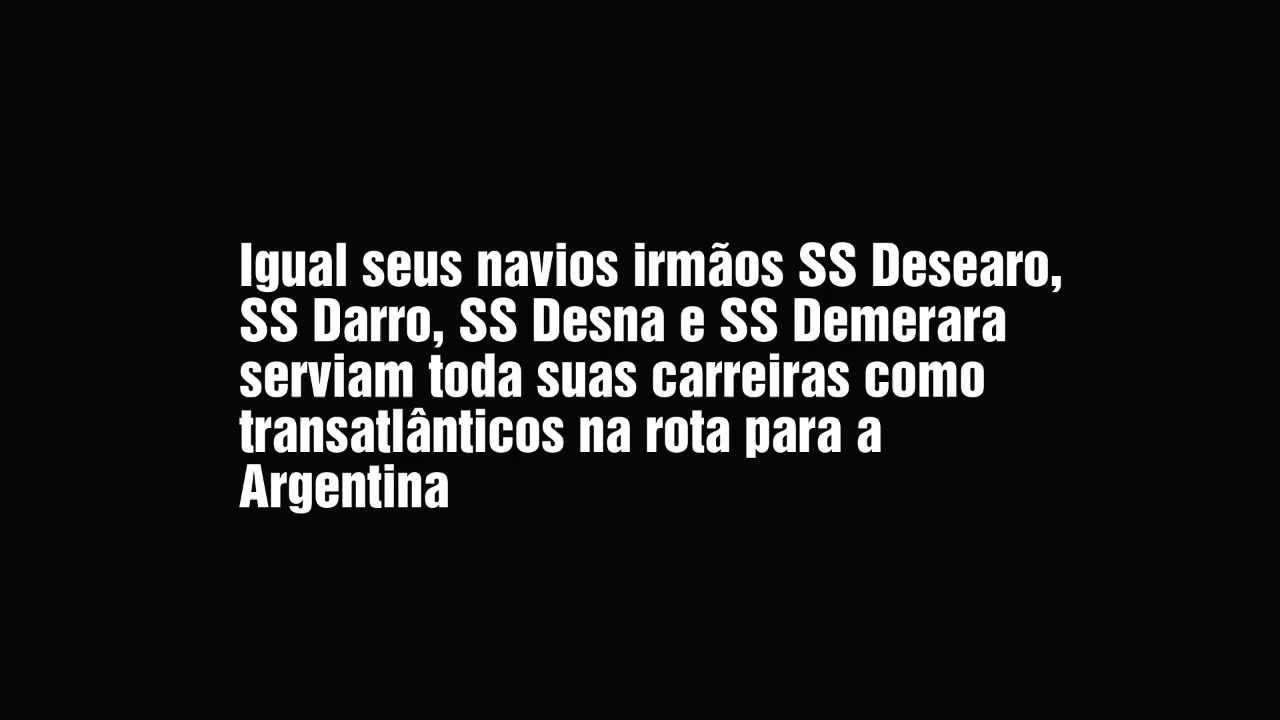 Igual seus navios irmãos SS Desearo,
SS Darro, SS Desna e SS Demerara
serviam toda suas carreiras como
transatlânticos na rota para a
Argentina